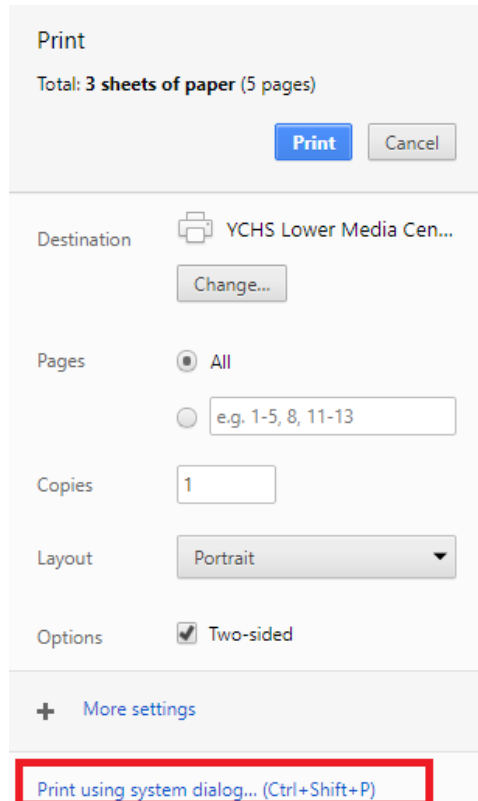 Print
Total: 3 sheets of paper (5 pages)
Print Cancel
Destination YCHS Lower Media Cen...
Change...
Pages All
e.g. 1-5, 8, 11-13
Copies 1
Layout Portrait
Options Two-sided
+ More settings
Print using system dialog... (Ctrl+Shift+P)